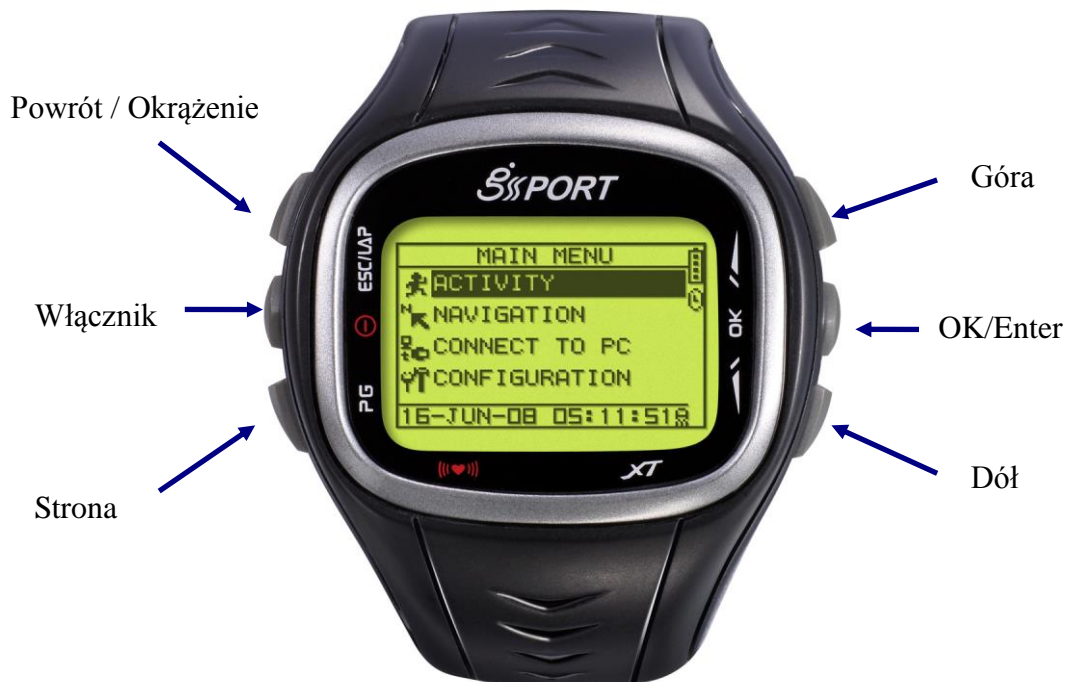 Powrót / Okrążenie
Góra
Włącznik
OK/Enter
Strona
Dół
SPORT
ESC/LAP
PG
OK
MAIN MENU
ACTIVITY
NAVIGATION
CONNECT TO PC
CONFIGURATION
16-JUN-08 05:11:51
XT